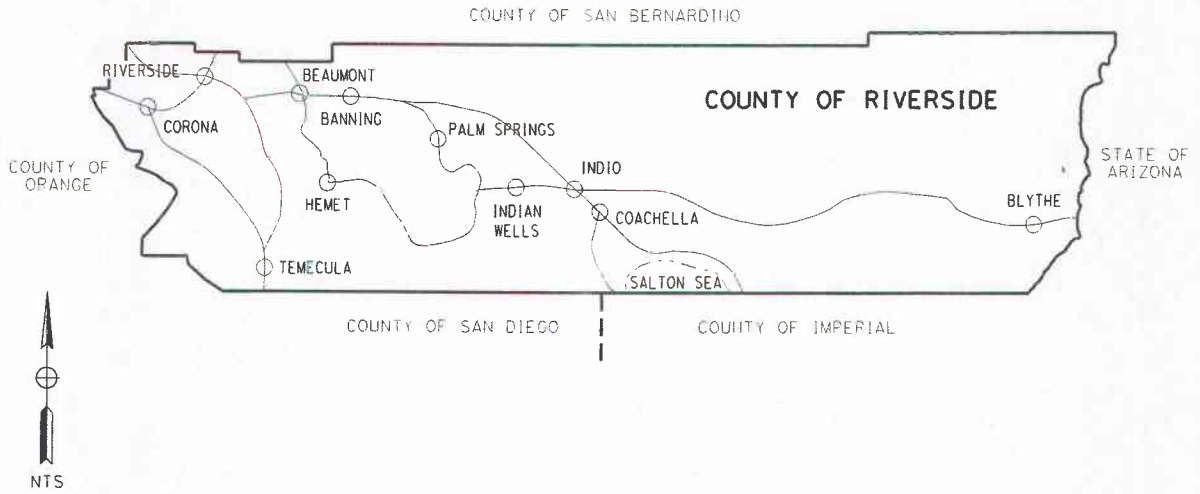 COUNTY OF SAN BERNARDINO
RIVERSIDE
BEAUMONT
COUNTY OF RIVERSIDE
BANNING
CORONA
PALM SPRINGS
COUNTY OF
ORANGE
STATE OF
ARIZONA
INDIO
HEMET
INDIAN
WELLS
COACHELLA
BLYTHE
TEMECULA
SALTON SEA
COUNTY OF SAN DIEGO
COUNTY OF IMPERIAL
NTS